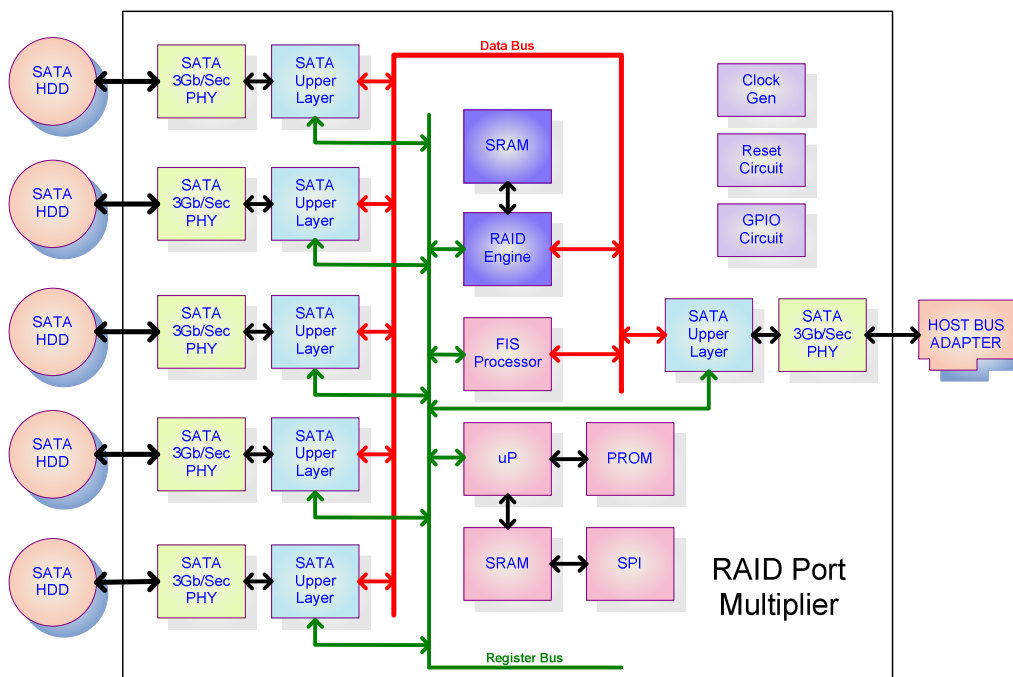 Data Bus
SATA
HDD
SATA
3Gb/Sec
PHY
SATA
Upper
Layer
Clock
Gen
SRAM
Reset
Circuit
SATA
HDD
SATA
3Gb/Sec
PHY
SATA
Upper
Layer
GPIO
Circuit
RAID
Engine
SATA
HDD
SATA
3Gb/Sec
PHY
SATA
Upper
Layer
FIS
Processor
SATA
Upper
Layer
SATA
3Gb/Sec
PHY
HOST BUS
ADAPTER
SATA
HDD
SATA
3Gb/Sec
PHY
SATA
Upper
Layer
uP
PROM
SATA
HDD
SATA
3Gb/Sec
PHY
SATA
Upper
Layer
SRAM
SPI
RAID Port
Multiplier
Register Bus